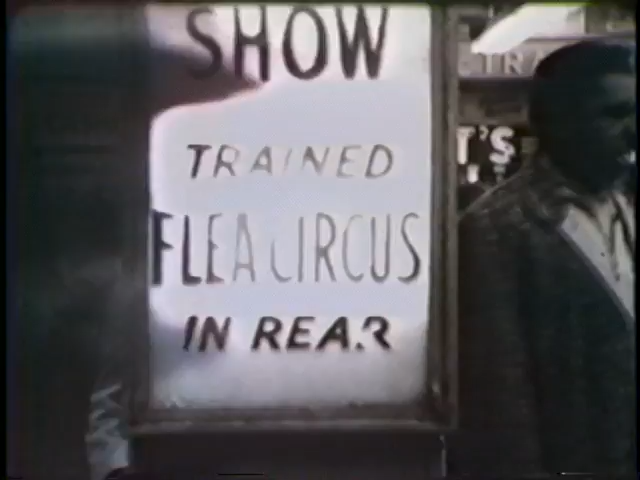 SHOW
TRAINED
FLEA CIRCUS
IN REAR
T'S